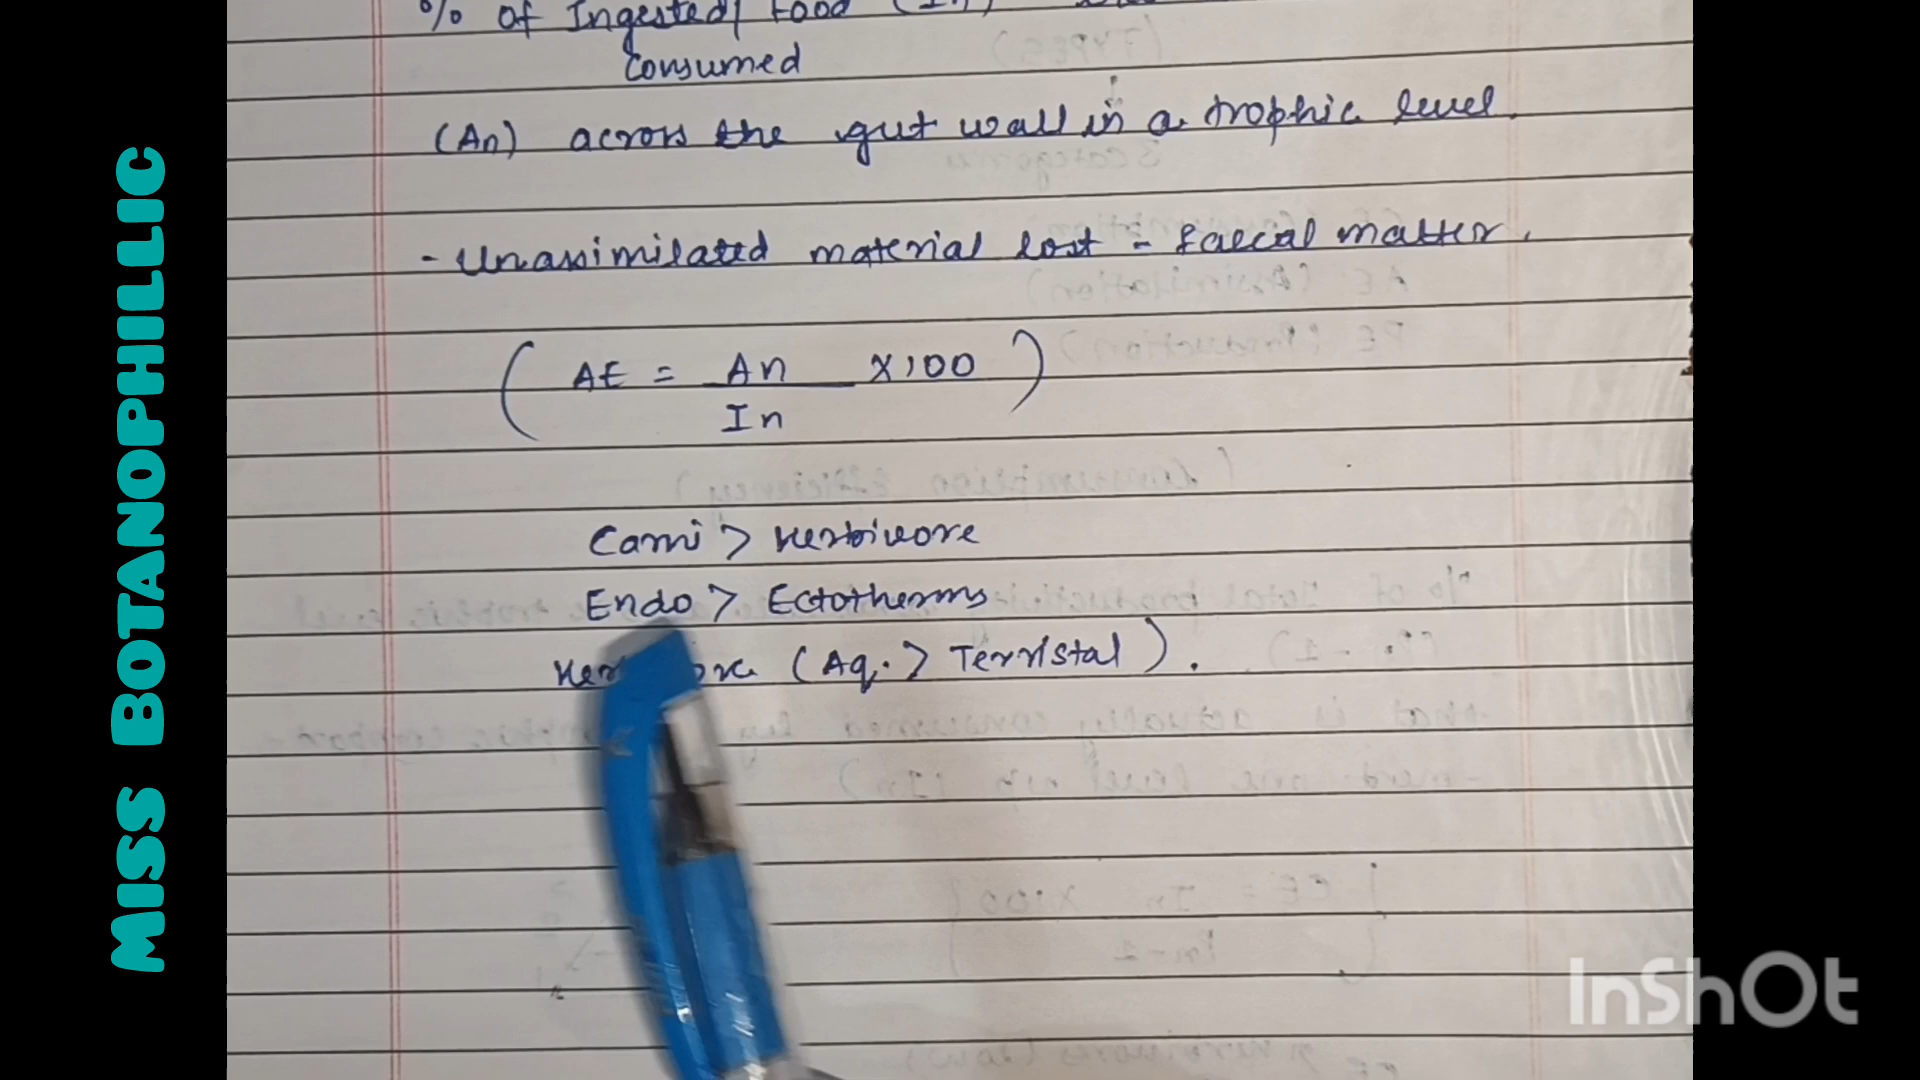 MISS BOTANOPHILLIC
% of Ingested/ Food (In)
Consumed
(An) across the gut wall in a trophic level.
- Unassimilated material lost - faecal matter.
( AE = An X100 )
In
Carni > Herbivore
Endo > Ectotherms
(Aq. > Terristal).
InShOt